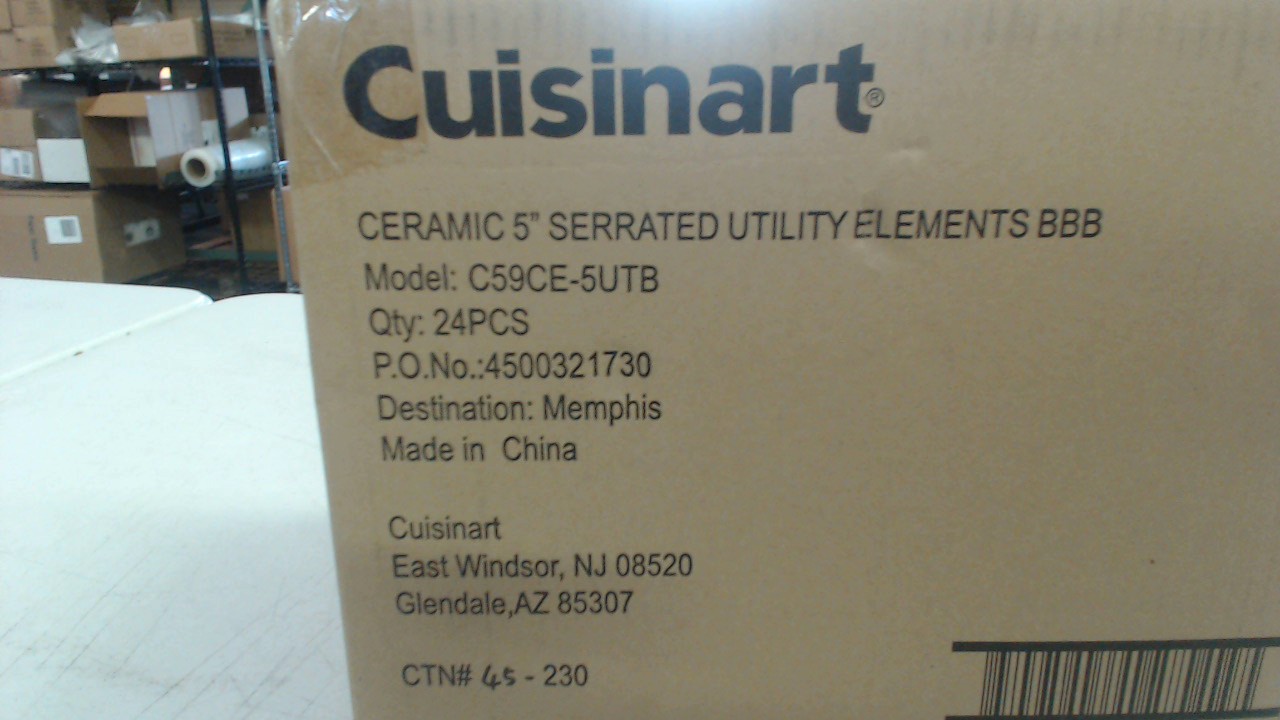 Cuisinart®
CERAMIC 5” SERRATED UTILITY ELEMENTS BBB
Model: C59CE-5UTB
Qty: 24PCS
P.O.No.:4500321730
Destination: Memphis
Made in China
Cuisinart
East Windsor, NJ 08520
Glendale,AZ 85307
CTN# 45 - 230